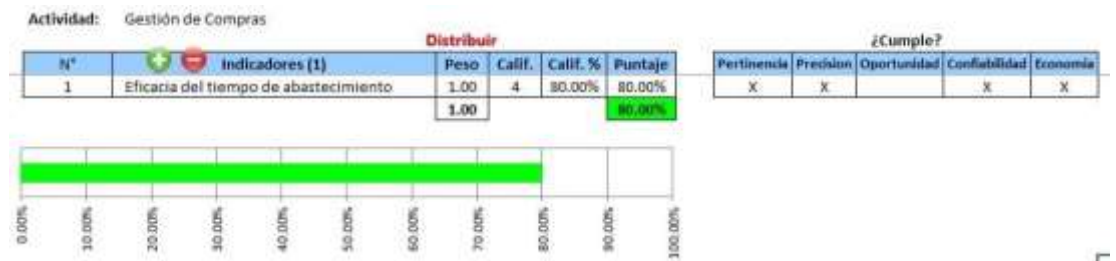 Actividad: Gestión de Compras
Distribuir ¿Cumple?
N° Indicadores (1) Peso Calif. Calif. % Puntaje Pertinencia Precision Oportunidad Confiabilidad Economia
1 Eficacia del tiempo de abastecimiento 1.00 4 80.00% 80.00% X X X X
1.00 80.00%
0.00% 10.00% 20.00% 30.00% 40.00% 50.00% 60.00% 70.00% 80.00% 90.00% 100.00%